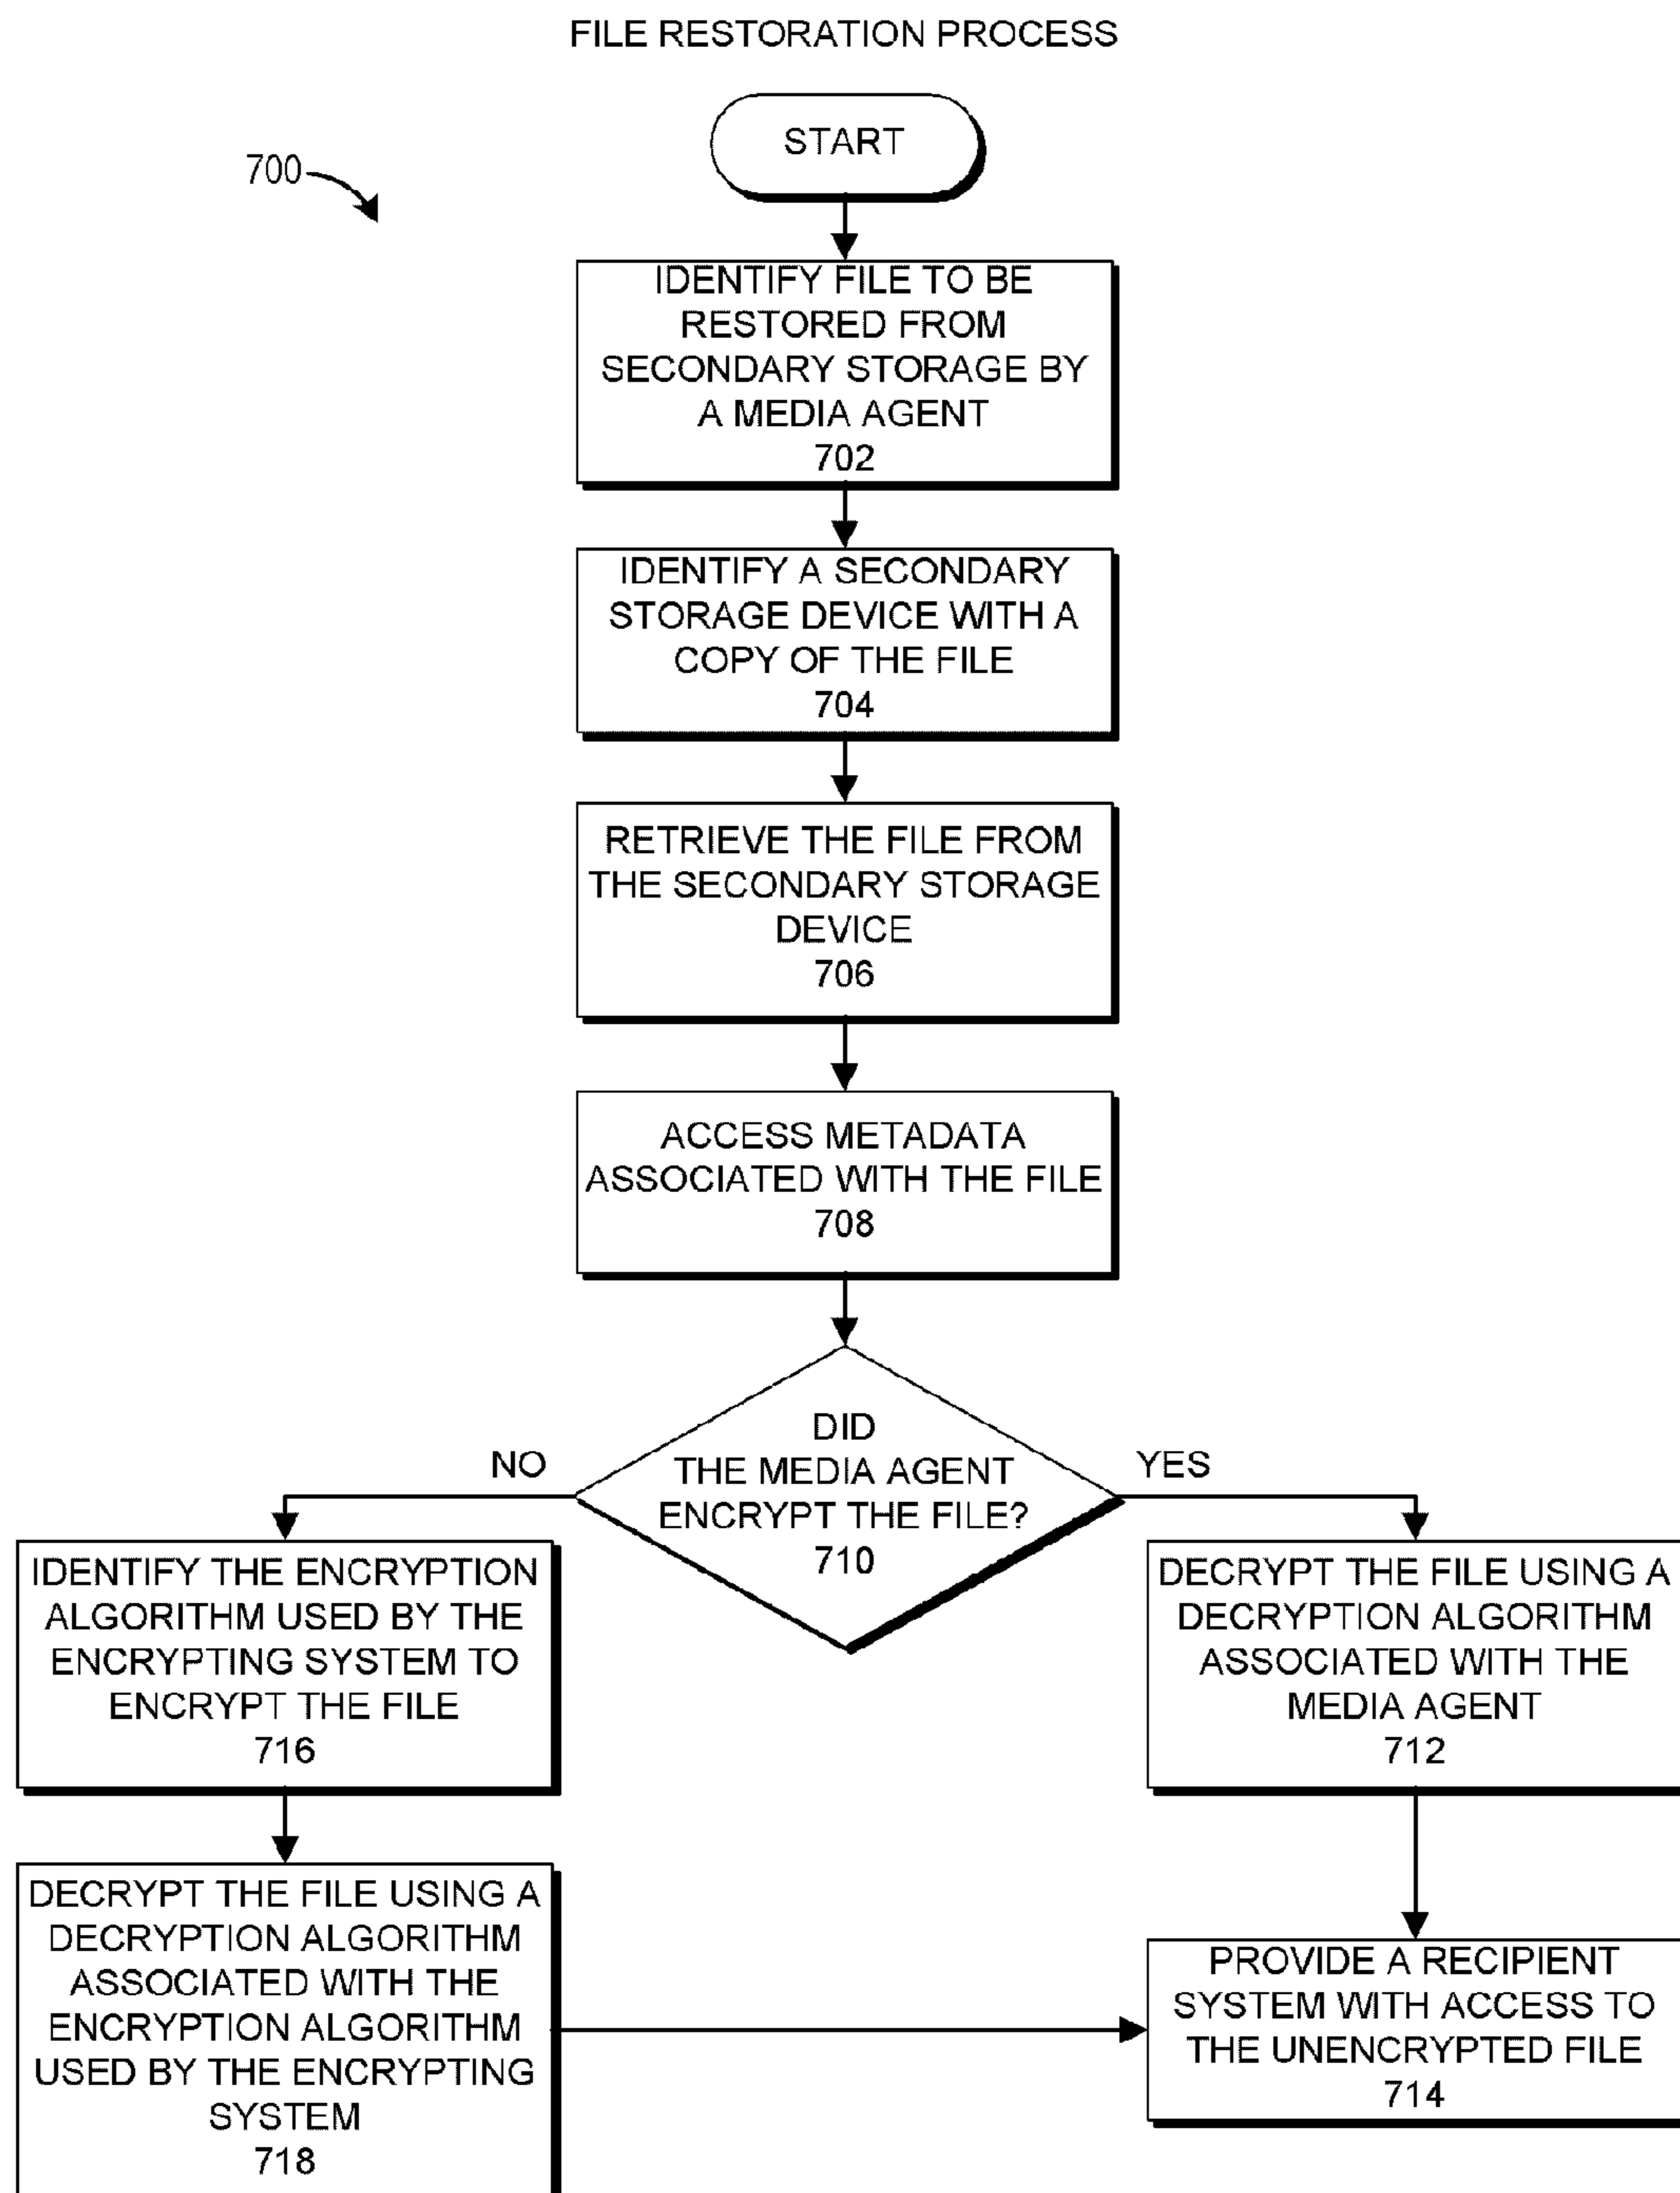 FILE RESTORATION PROCESS
START
700
IDENTIFY FILE TO BE
RESTORED FROM
SECONDARY STORAGE BY
A MEDIA AGENT
702
IDENTIFY A SECONDARY
STORAGE DEVICE WITH A
COPY OF THE FILE
704
RETRIEVE THE FILE FROM
THE SECONDARY STORAGE
DEVICE
706
ACCESS METADATA
ASSOCIATED WITH THE FILE
708
DID
THE MEDIA AGENT
ENCRYPT THE FILE?
710
NO
YES
IDENTIFY THE ENCRYPTION
ALGORITHM USED BY THE
ENCRYPTING SYSTEM TO
ENCRYPT THE FILE
716
DECRYPT THE FILE USING A
DECRYPTION ALGORITHM
ASSOCIATED WITH THE
MEDIA AGENT
712
DECRYPT THE FILE USING A
DECRYPTION ALGORITHM
ASSOCIATED WITH THE
ENCRYPTION ALGORITHM
USED BY THE ENCRYPTING
SYSTEM
718
PROVIDE A RECIPIENT
SYSTEM WITH ACCESS TO
THE UNENCRYPTED FILE
714